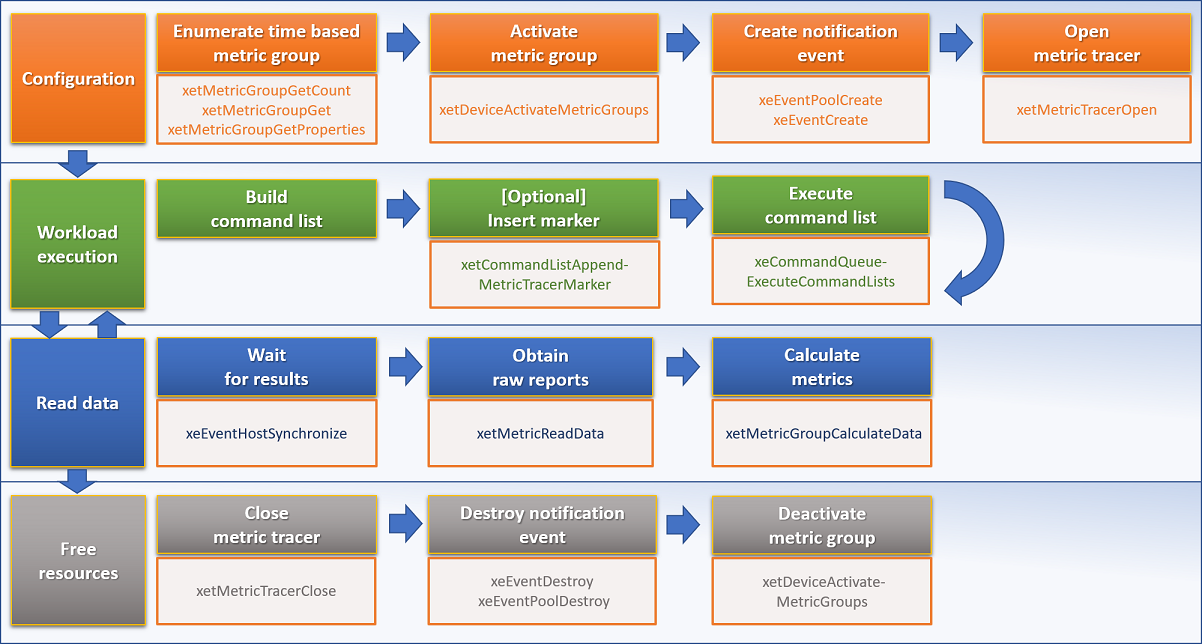 Configuration
Enumerate time based
metric group
xetMetricGroupGetCount
xetMetricGroupGet
xetMetricGroupGetProperties
Activate
metric group
xetDeviceActivateMetricGroups
Create notification
event
xeEventPoolCreate
xeEventCreate
Open
metric tracer
xetMetricTracerOpen
Workload
execution
Build
command list
[Optional]
Insert marker
xetCommandListAppend-
MetricTracerMarker
Execute
command list
xeCommandQueue-
ExecuteCommandLists
Read data
Wait
for results
xeEventHostSynchronize
Obtain
raw reports
xetMetricReadData
Calculate
metrics
xetMetricGroupCalculateData
Free
resources
Close
metric tracer
xetMetricTracerClose
Destroy notification
event
xeEventDestroy
xeEventPoolDestroy
Deactivate
metric group
xetDeviceActivate-
MetricGroups